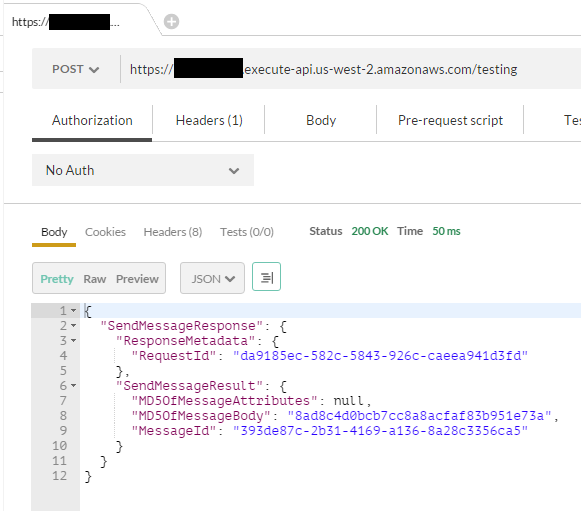 https:// ...
POST https:// .execute-api.us-west-2.amazonaws.com/testing
Authorization Headers (1) Body Pre-request script Te
No Auth
Body Cookies Headers (8) Tests (0/0) Status 200 OK Time 50 ms
Pretty Raw Preview JSON
1 {
2 "SendMessageResponse": {
3 "ResponseMetadata": {
4 "RequestId": "da9185ec-582c-5843-926c-caeea941d3fd"
5 },
6 "SendMessageResult": {
7 "MD5OfMessageAttributes": null,
8 "MD5OfMessageBody": "8ad8c4d0bcb7cc8a8acfaf83b951e73a",
9 "MessageId": "393de87c-2b31-4169-a136-8a28c3356ca5"
10 }
11 }
12 }